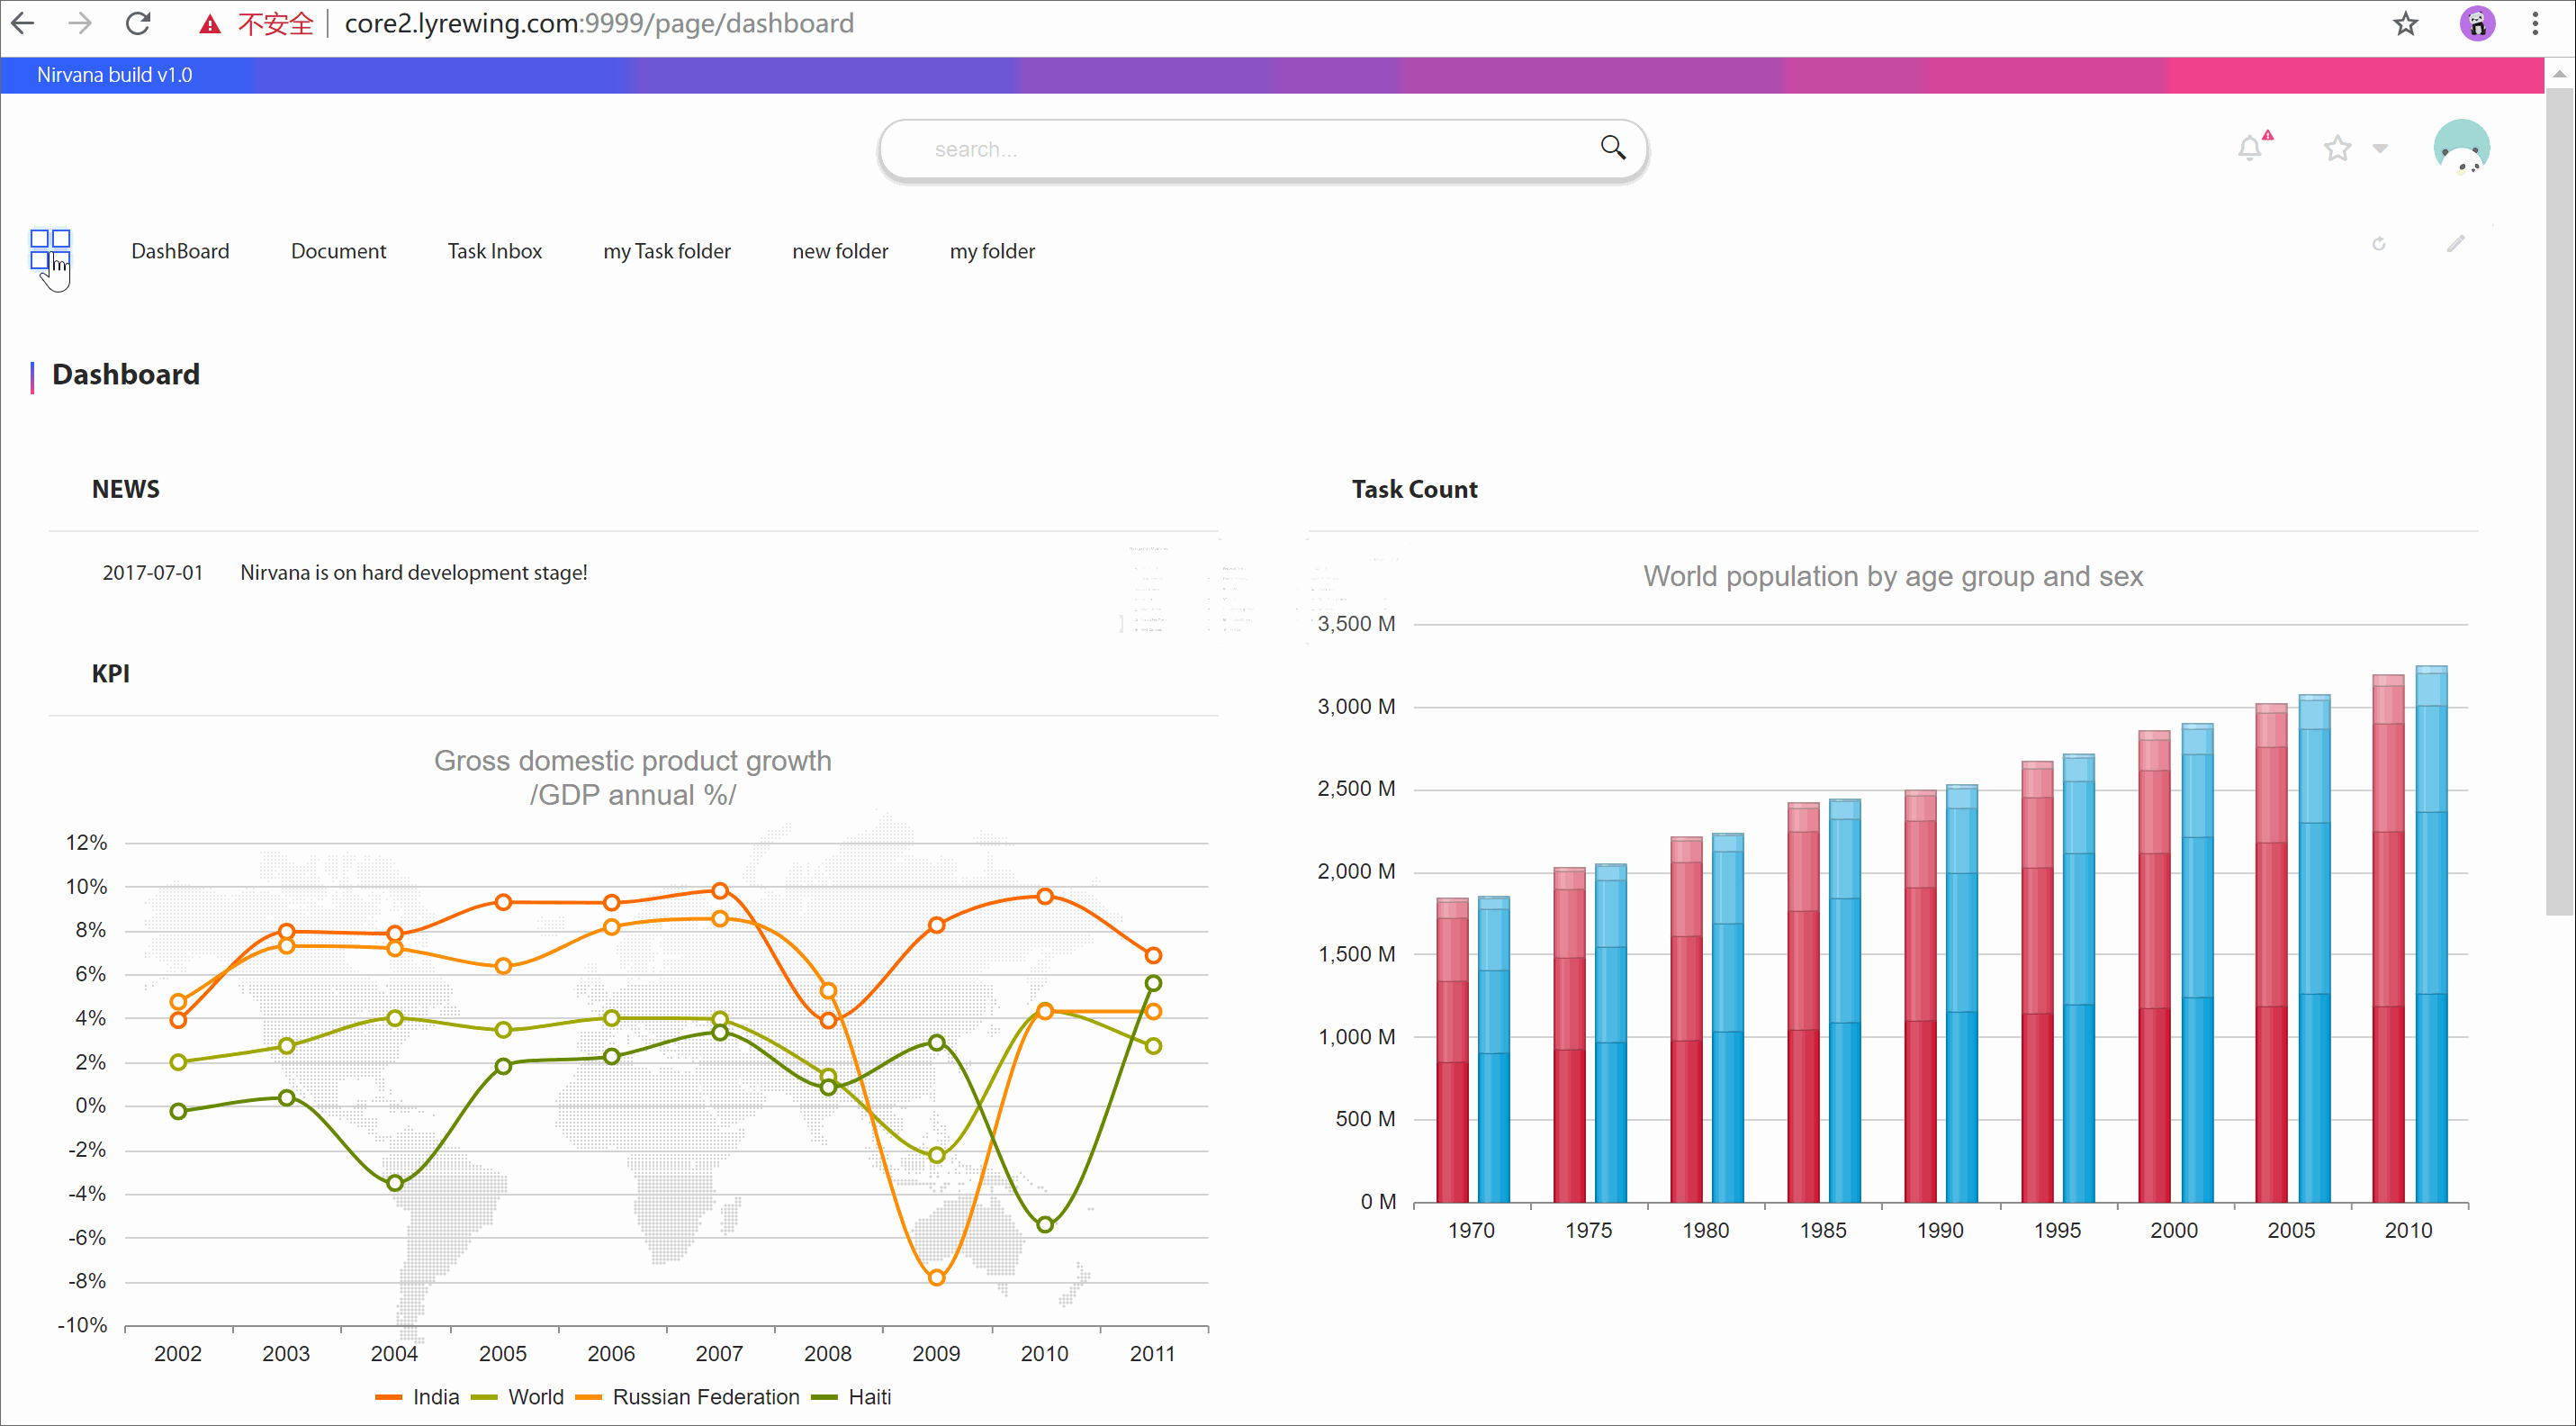 不安全 core2.lyrewing.com:9999/page/dashboard
Nirvana build v1.0
search...
DashBoard Document Task Inbox my Task folder new folder my folder
Dashboard
NEWS
2017-07-01 Nirvana is on hard development stage!
KPI
Gross domestic product growth
/GDP annual %/
12%
10%
8%
6%
4%
2%
0%
-2%
-4%
-6%
-8%
-10%
2002 2003 2004 2005 2006 2007 2008 2009 2010 2011
India World Russian Federation Haiti
Task Count
World population by age group and sex
3,500 M
3,000 M
2,500 M
2,000 M
1,500 M
1,000 M
500 M
0 M
1970 1975 1980 1985 1990 1995 2000 2005 2010